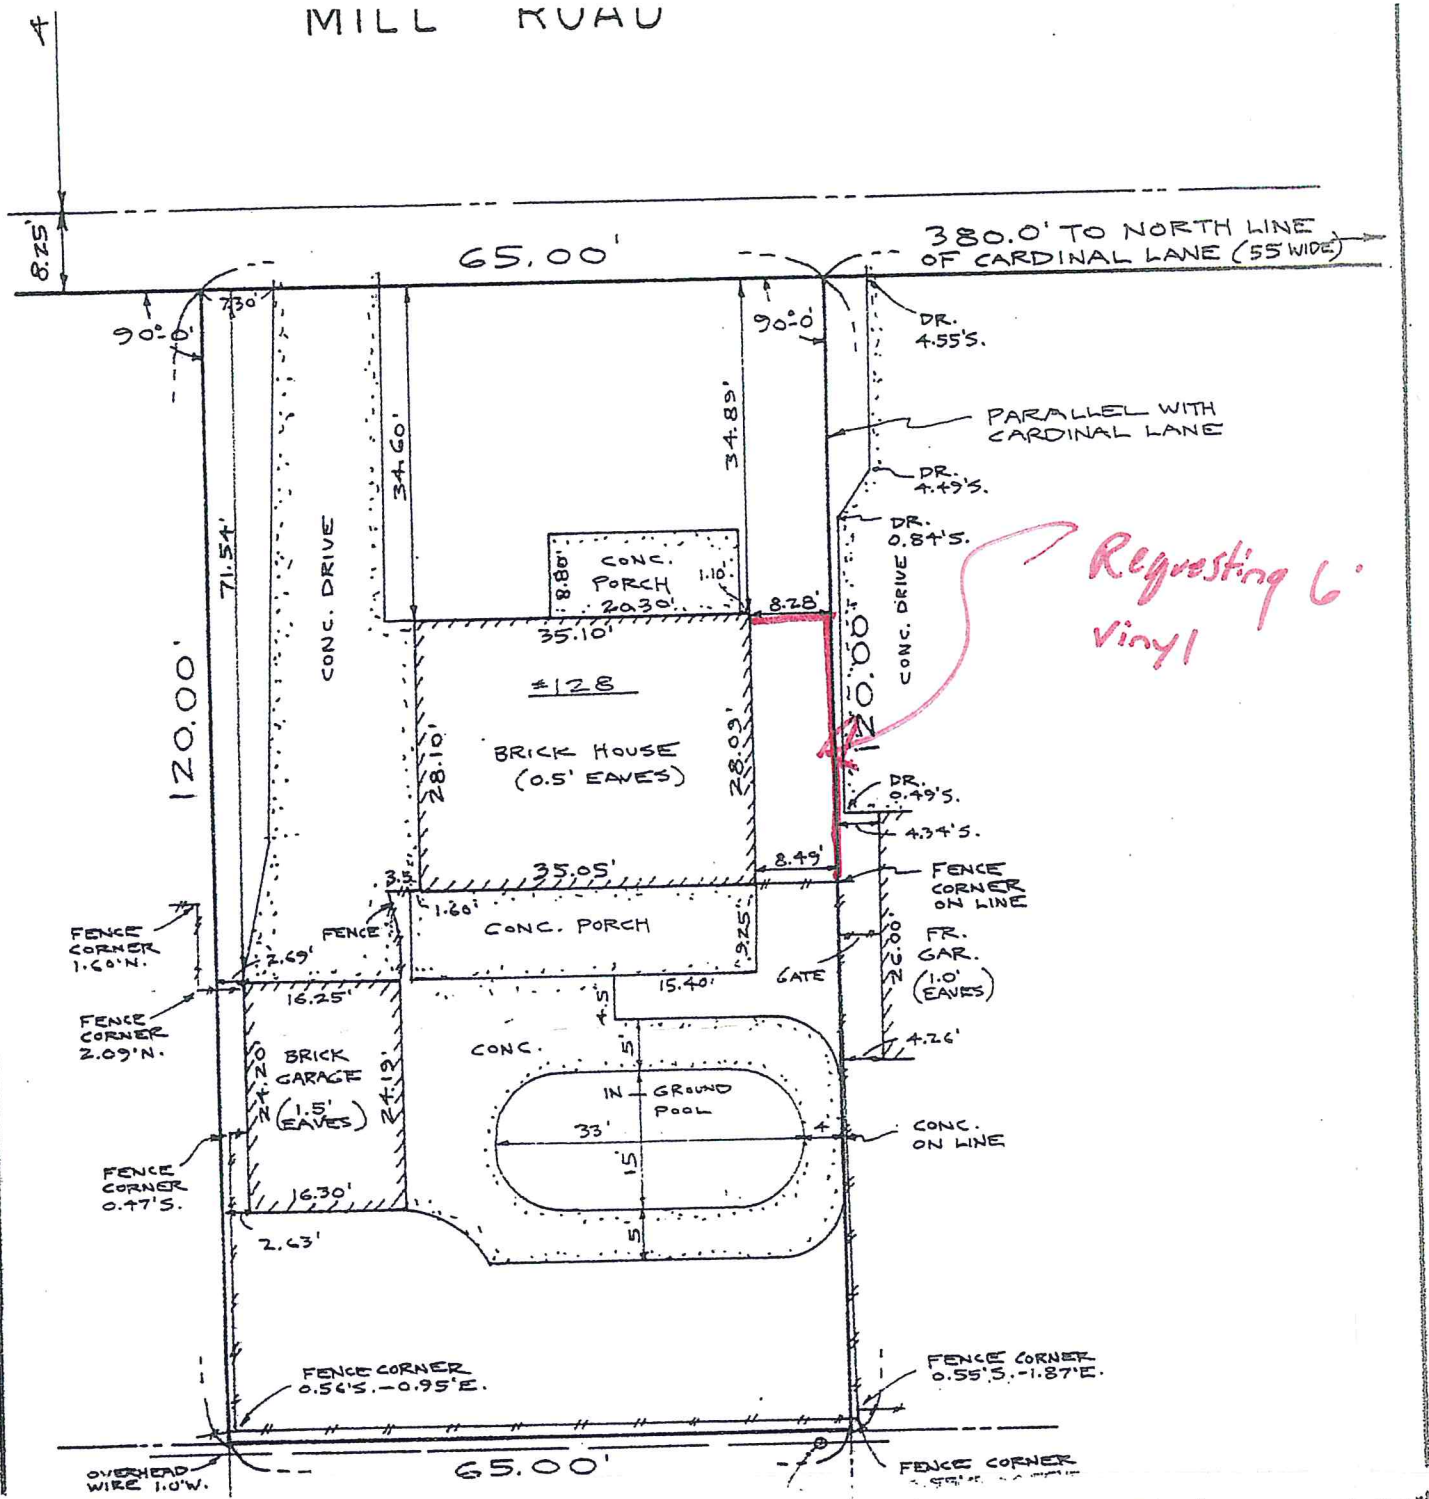 MILL ROAD
4
8.25'
65.00'
380.0' TO NORTH LINE
OF CARDINAL LANE (55 WIDE)
7.30'
90°-0'
90°-0'
DR.
4.55'S.
PARALLEL WITH
CARDINAL LANE
34.60'
34.89'
71.54'
120.00'
CONC. DRIVE
DR.
4.49'S.
DR.
0.84'S.
CONC. DRIVE
120.00
Requesting 6'
vinyl
8.80'
CONC.
PORCH
20.30'
1.10
8.28'
35.10'
#128
BRICK HOUSE
(0.5' EAVES)
28.10'
28.09'
DR.
0.49'S.
4.34'S.
35.05'
8.49'
3.5
1.60'
FENCE
CORNER
ON LINE
FENCE
CONC. PORCH
9.25'
FENCE
CORNER
1.60'N.
2.69'
16.25'
15.40'
4.5
GATE
26.00'
FR.
GAR.
(1.0'
EAVES)
FENCE
CORNER
2.09'N.
4.26'
BRICK
GARAGE
(1.5'
EAVES)
24.20
24.19'
CONC.
5'
IN-GROUND
POOL
33'
4'
15'
5'
CONC.
ON LINE
FENCE
CORNER
0.47'S.
16.30'
2.63'
FENCE CORNER
0.56'S.-0.95'E.
FENCE CORNER
0.55'S.-1.87'E.
OVERHEAD
WIRE 1.0'W.
65.00'
FENCE CORNER